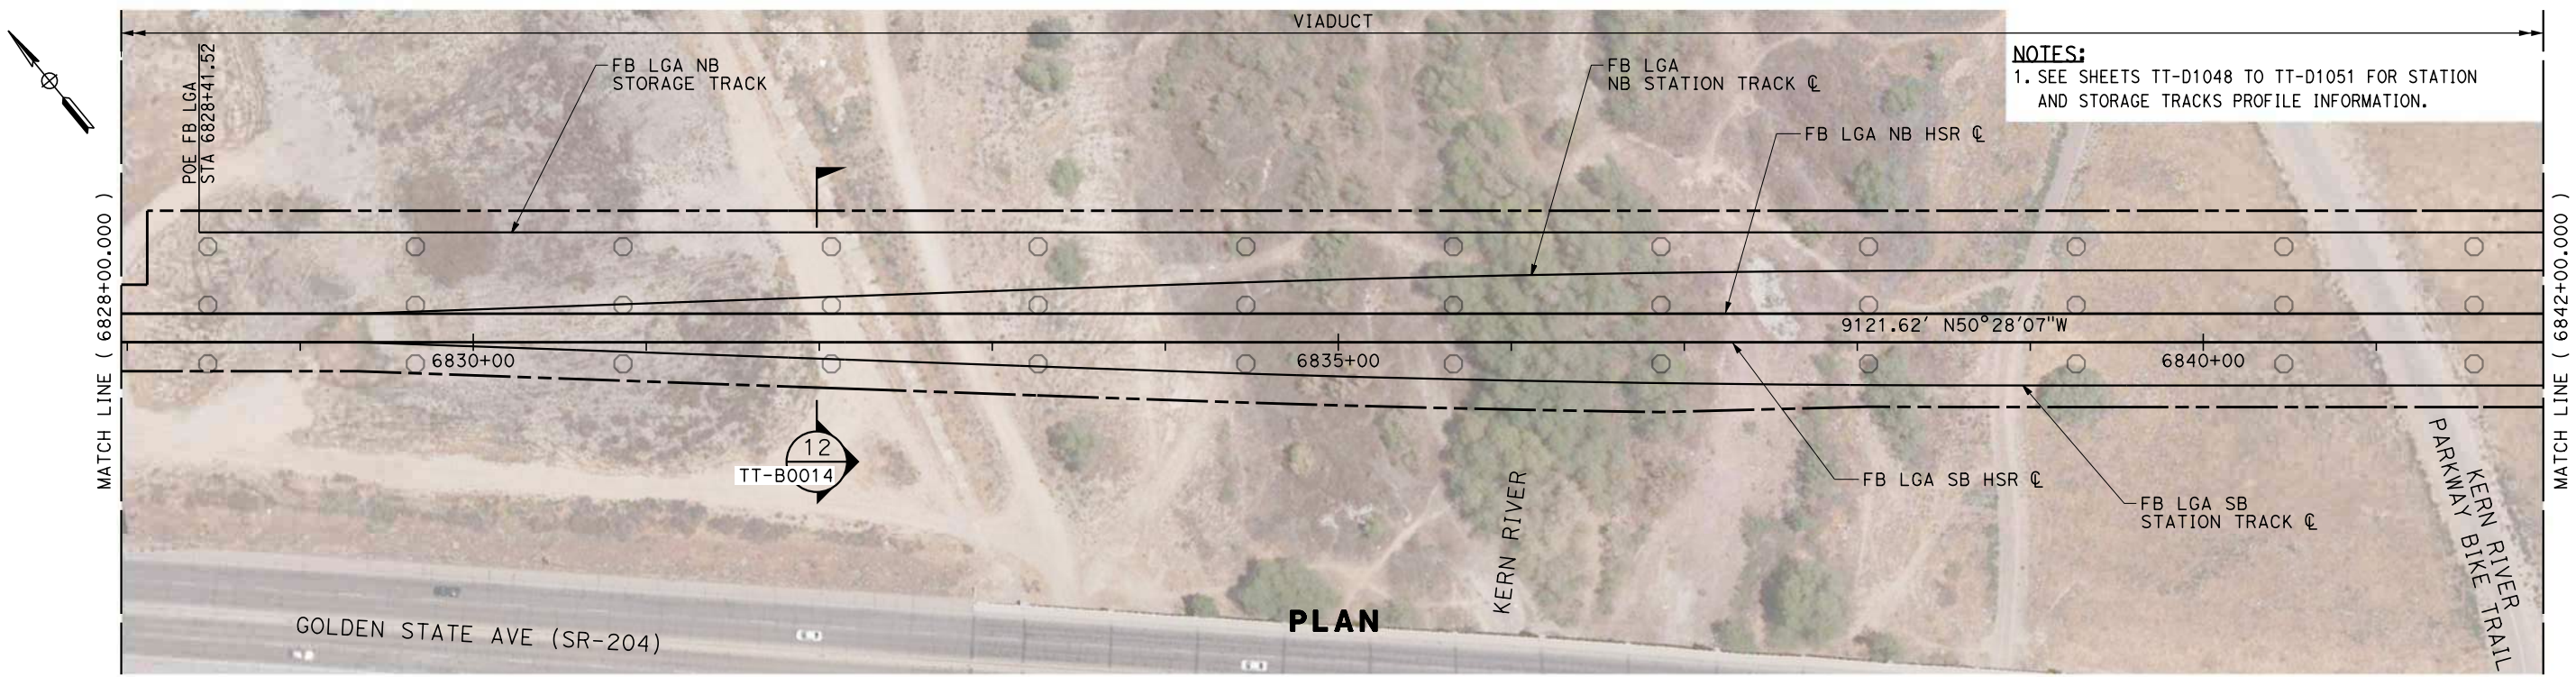 VIADUCT
NOTES:
1. SEE SHEETS TT-D1048 TO TT-D1051 FOR STATION
AND STORAGE TRACKS PROFILE INFORMATION.
POE FB LGA
STA 6828+41.52
FB LGA NB
STORAGE TRACK
FB LGA
NB STATION TRACK ℄
FB LGA NB HSR ℄
MATCH LINE ( 6828+00.000 )
MATCH LINE ( 6842+00.000 )
9121.62' N50°28'07"W
6830+00
6835+00
6840+00
12
TT-B0014
FB LGA SB HSR ℄
FB LGA SB
STATION TRACK ℄
KERN RIVER
KERN RIVER
PARKWAY BIKE TRAIL
GOLDEN STATE AVE (SR-204)
PLAN